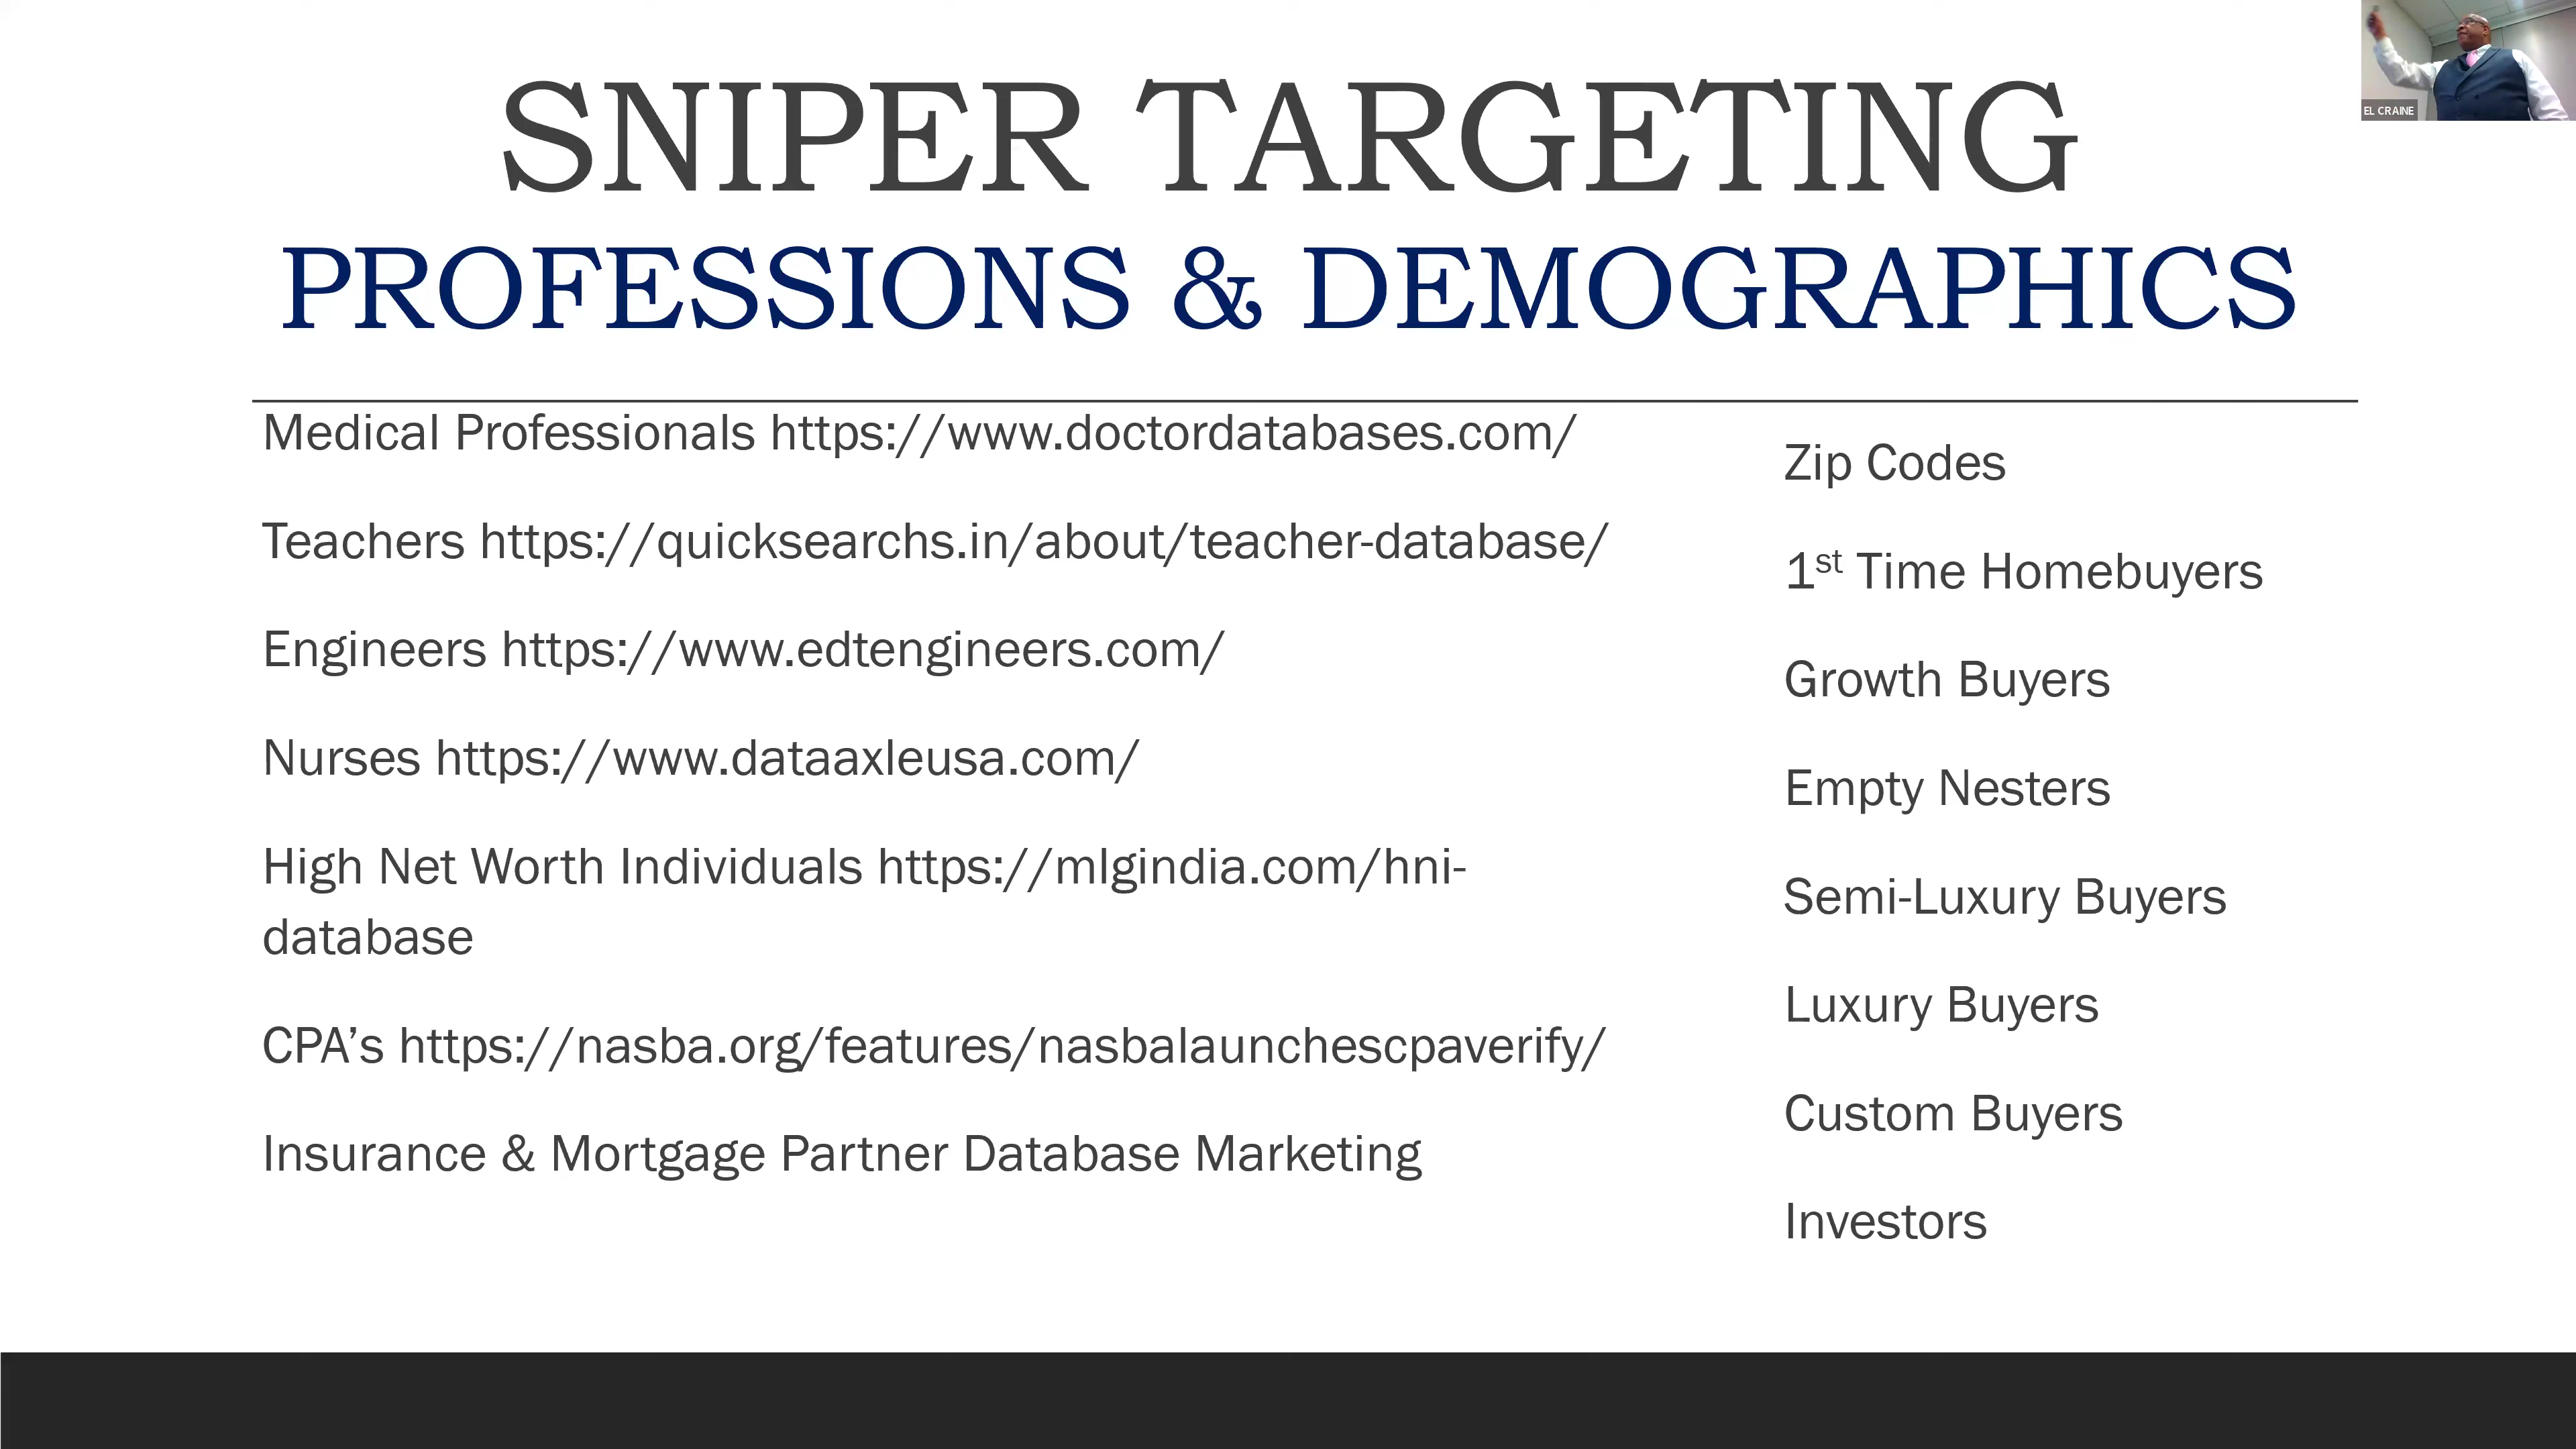 SNIPER TARGETING
PROFESSIONS & DEMOGRAPHICS
EL CRAINE
Medical Professionals https://www.doctordatabases.com/
Teachers https://quicksearchs.in/about/teacher-database/
Engineers https://www.edtengineers.com/
Nurses https://www.dataaxleusa.com/
High Net Worth Individuals https://mlgindia.com/hni-
database
CPA’s https://nasba.org/features/nasbalaunchescpaverify/
Insurance & Mortgage Partner Database Marketing
Zip Codes
1st Time Homebuyers
Growth Buyers
Empty Nesters
Semi-Luxury Buyers
Luxury Buyers
Custom Buyers
Investors